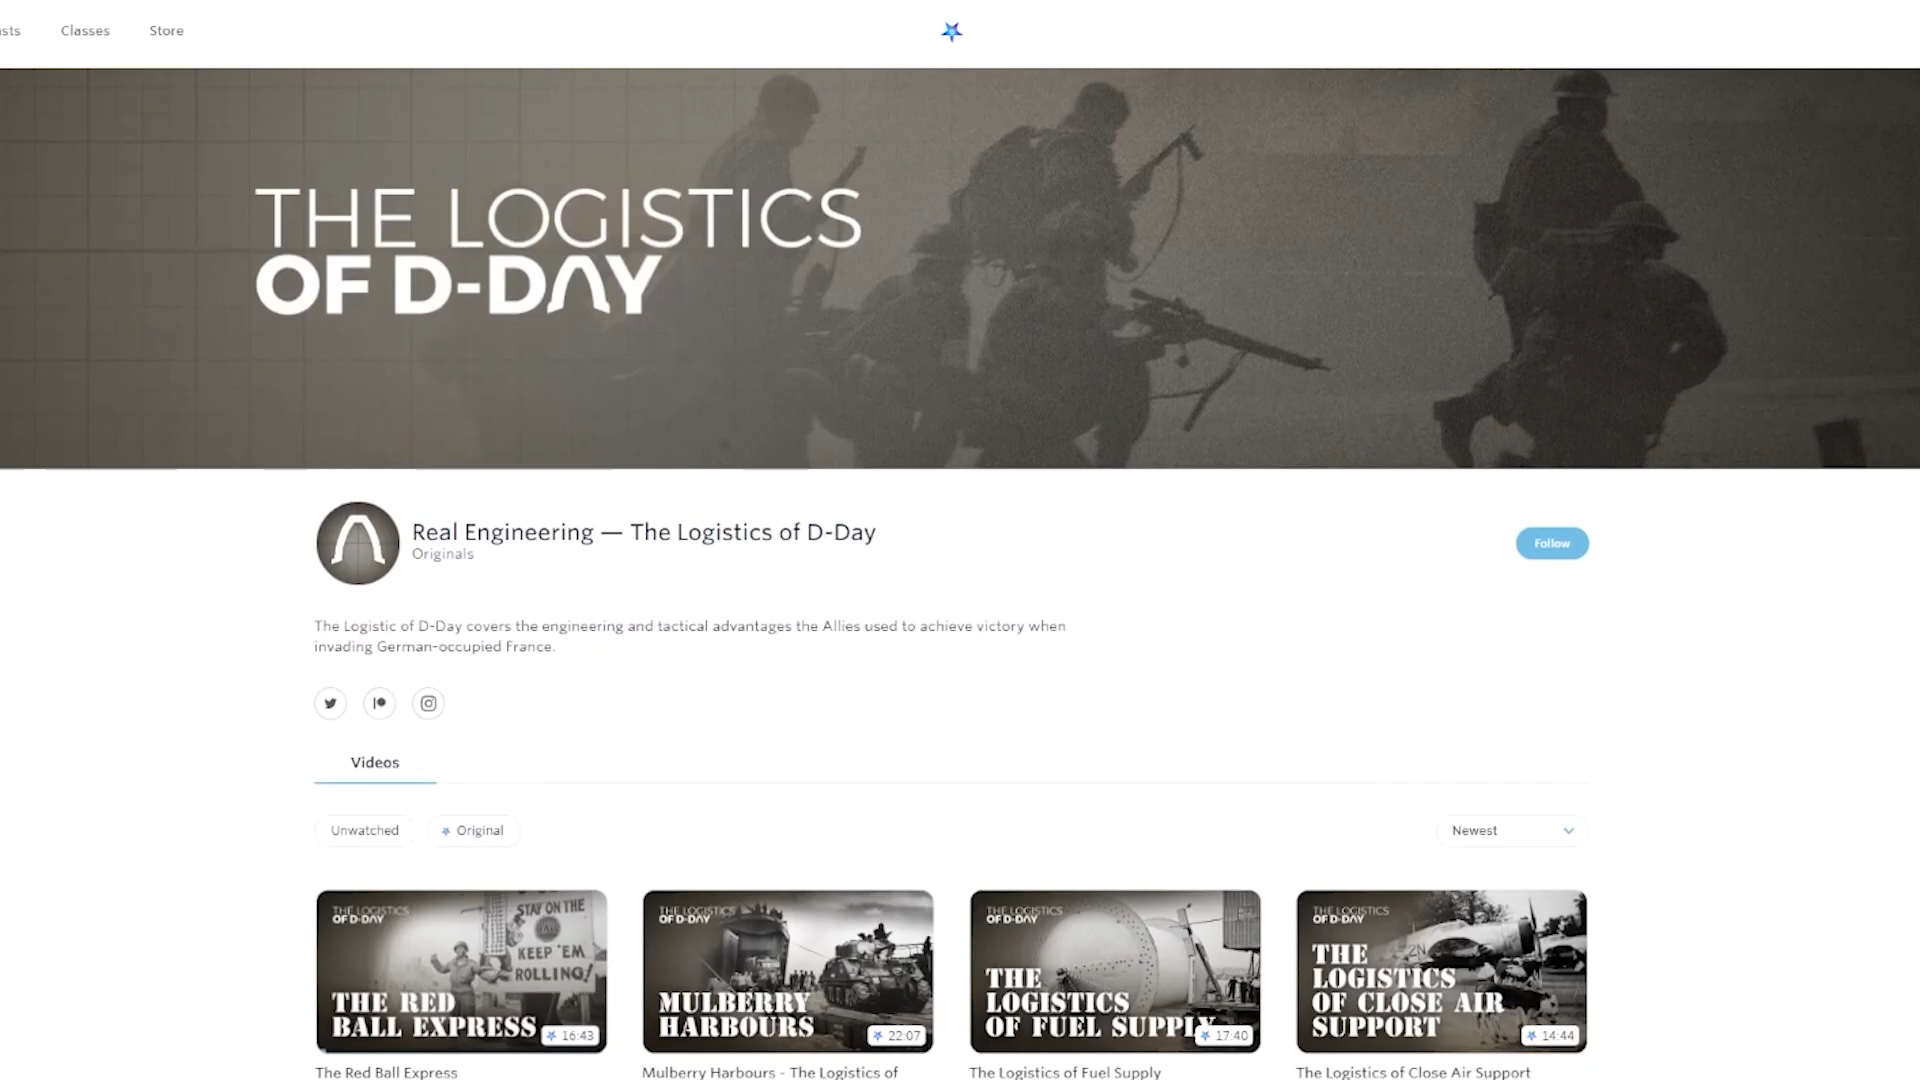 sts Classes Store
THE LOGISTICS
OF D-DAY
Real Engineering — The Logistics of D-Day
Originals
Follow
The Logistic of D-Day covers the engineering and tactical advantages the Allies used to achieve victory when
invading German-occupied France.
Videos
Unwatched Original Newest
THE LOGISTICS
OF D-DAY
STAY ON THE
KEEP 'EM
ROLLING!
THE RED
BALL EXPRESS
16:43
The Red Ball Express
THE LOGISTICS
OF D-DAY
MULBERRY
HARBOURS
22:07
Mulberry Harbours - The Logistics of
THE LOGISTICS
OF D-DAY
THE
LOGISTICS
OF FUEL SUPPLY
17:40
The Logistics of Fuel Supply
THE LOGISTICS
OF D-DAY
2N
THE
LOGISTICS
OF CLOSE AIR
SUPPORT
14:44
The Logistics of Close Air Support